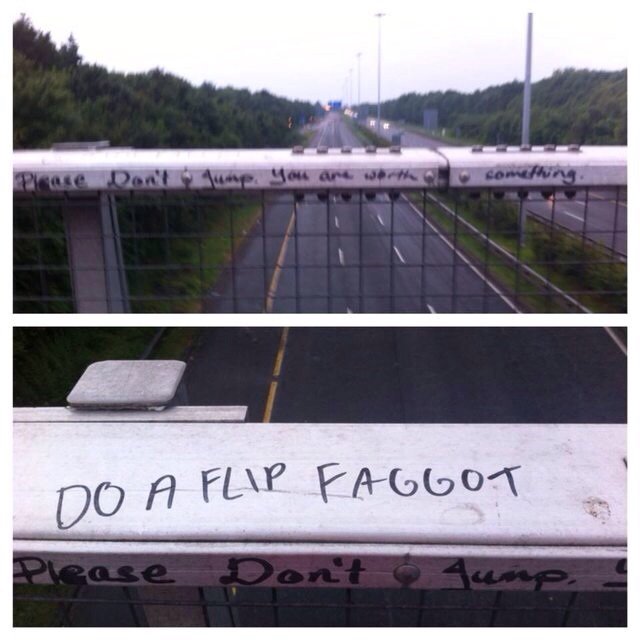 Please Don't Jump. You are worth something.
DO A FLIP FAGGOT
Please Don't Jump.